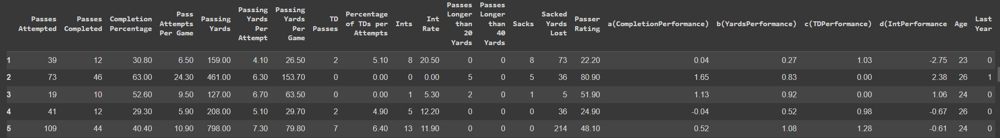 Passes Attempted Passes Completed Completion Percentage Pass Attempts Per Game Passing Yards Passing Yards Per Attempt Passing Yards Per Game TD Passes Percentage of TDs per Attempts Ints Int Rate Passes Longer than 20 Yards Passes Longer than 40 Yards Sacks Sacked Yards Lost Passer Rating a(CompletionPerformance) b(YardsPerformance) c(TDPerformance) d(IntPerformance Age Last Year
1 39 12 30.80 6.50 159.00 4.10 26.50 2 5.10 8 20.50 0 0 8 73 22.20 0.04 0.27 1.03 -2.75 23 0
2 73 46 63.00 24.30 461.00 6.30 153.70 0 0.00 0 0.00 5 0 5 36 80.90 1.65 0.83 0.00 2.38 26 1
3 19 10 52.60 9.50 127.00 6.70 63.50 0 0.00 1 5.30 2 0 1 5 51.90 1.13 0.92 0.00 1.06 24 0
4 41 12 29.30 5.90 208.00 5.10 29.70 2 4.90 5 12.20 0 0 0 36 24.90 -0.04 0.52 0.98 -0.67 26 0
5 109 44 40.40 10.90 798.00 7.30 79.80 7 6.40 13 11.90 0 0 0 214 48.10 0.52 1.08 1.28 -0.61 24 0